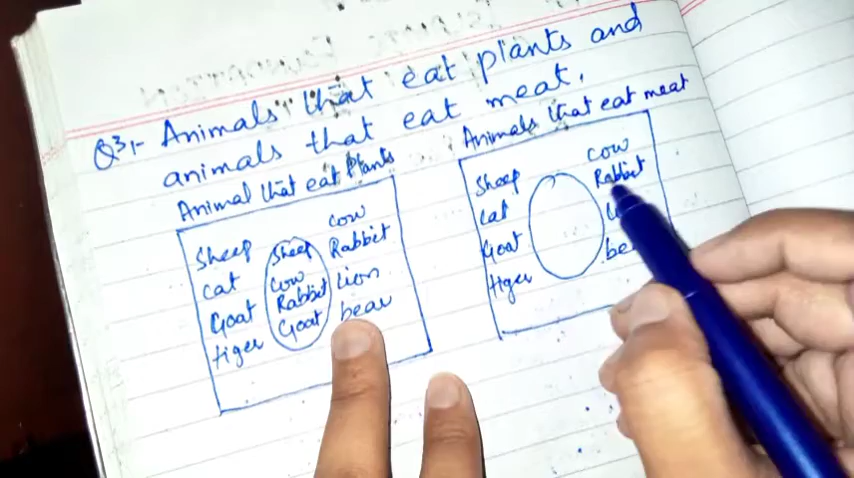 Q3:- Animals that eat plants and
animals that eat meat.
Animal that eat Plants
Sheep
cat
Goat
tiger
Sheep
Cow
Rabbit
Goat
cow
Rabbit
Lion
bear
Animals that eat meat
Sheep
cat
Goat
tiger
cow
Rabbit